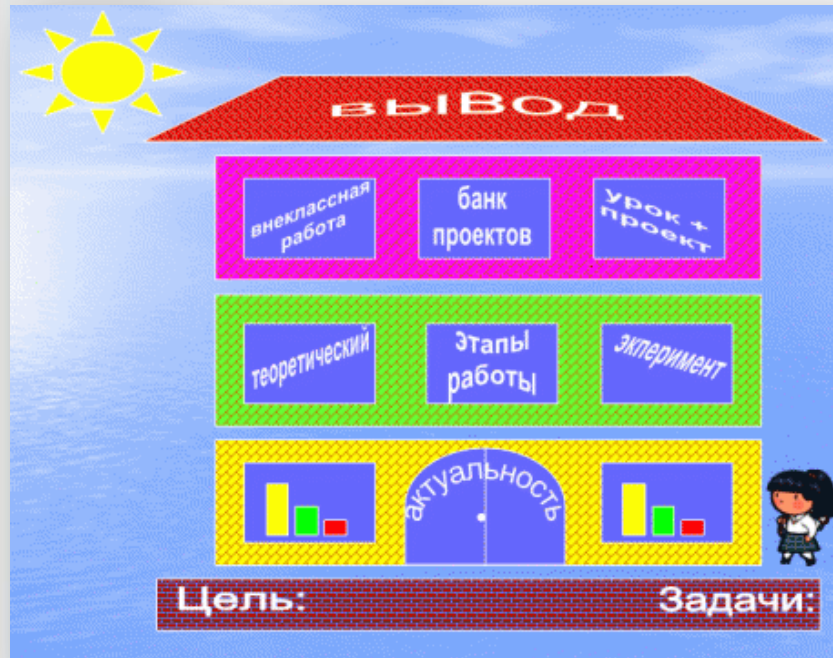 вывод
внеклассная
работа
банк
проектов
урок +
проект
теоретический
этапы
работы
экперимент
актуальность
Цель:
Задачи: